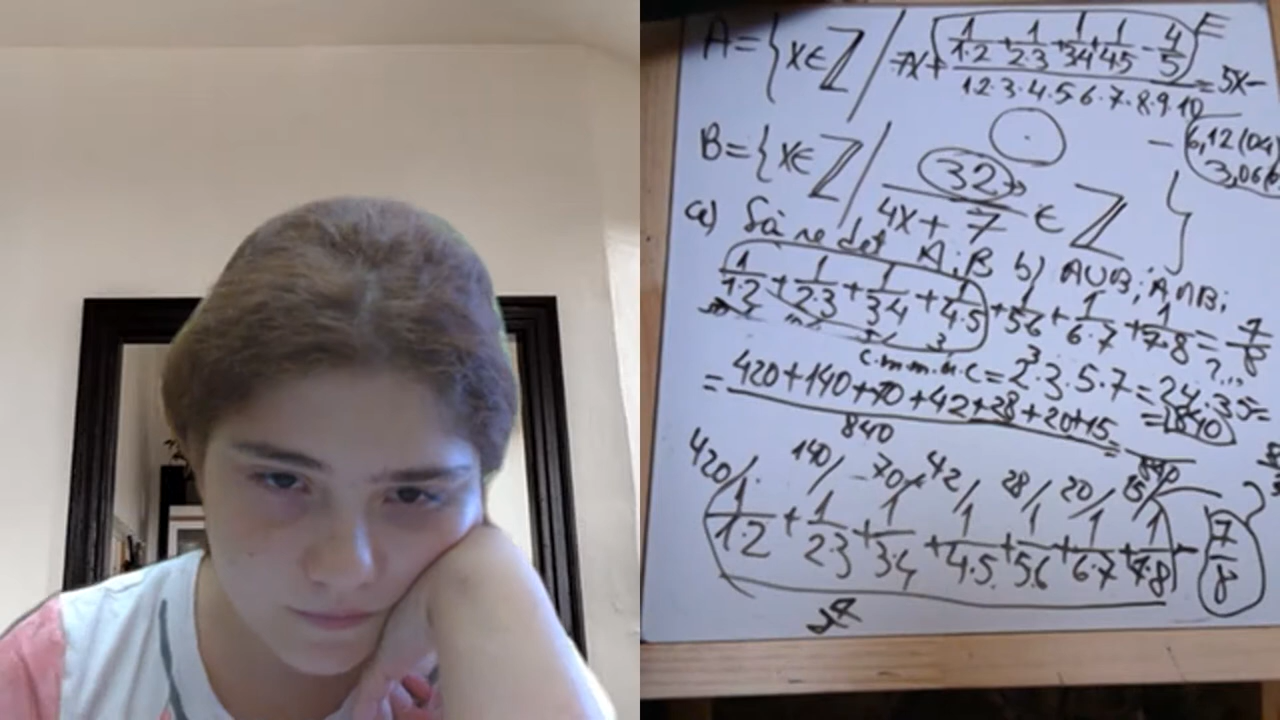 A = { x ∈ Z / 7x + (1/1·2 + 1/2·3 + 1/3·4 + 1/4·5 - 4/5) / 1·2·3·4·5·6·7·8·9·10 = 5x -
- 6,12(04)
3,06(
B = { x ∈ Z / 32 / 4x + 7 ∈ Z }
a) Să se det A; B b) A∪B; A∩B;
1/1·2 + 1/2·3 + 1/3·4 + 1/4·5 + 1/5·6 + 1/6·7 + 1/7·8 = 7/8
c.m.m.m.c = 2³·3·5·7 = 24·35 =
= 420+140+70+42+28+20+15 / 840 = = 840
420/ 140/ 70/ 42/ 28/ 20/ 15/
1/1·2 + 1/2·3 + 1/3·4 + 1/4·5 + 1/5·6 + 1/6·7 + 1/7·8 - 7/8